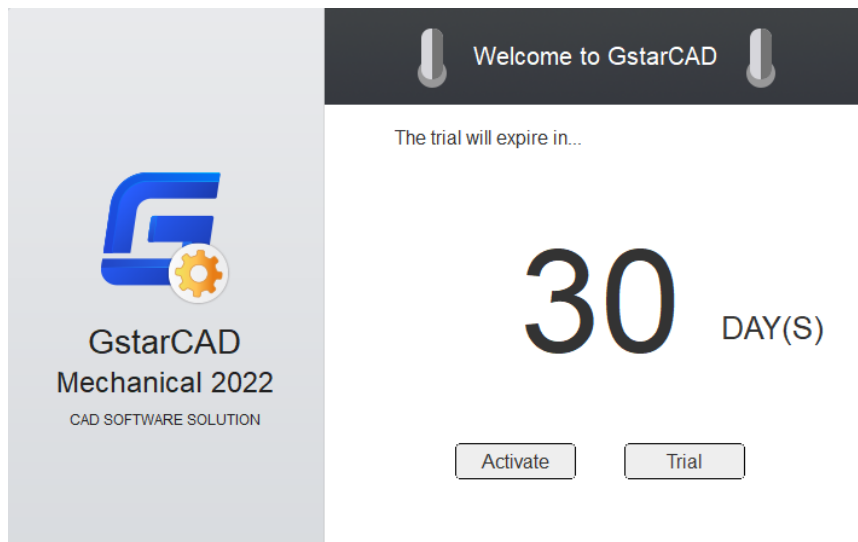 Welcome to GstarCAD
The trial will expire in...
30 DAY(S)
Activate
Trial
GstarCAD
Mechanical 2022
CAD SOFTWARE SOLUTION